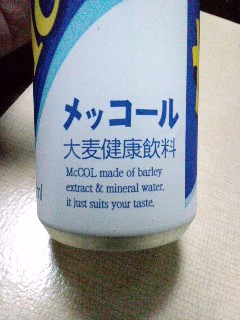 メッコール
大麦健康飲料
McCOL made of barley
extract & mineral water,
it just suits your taste.